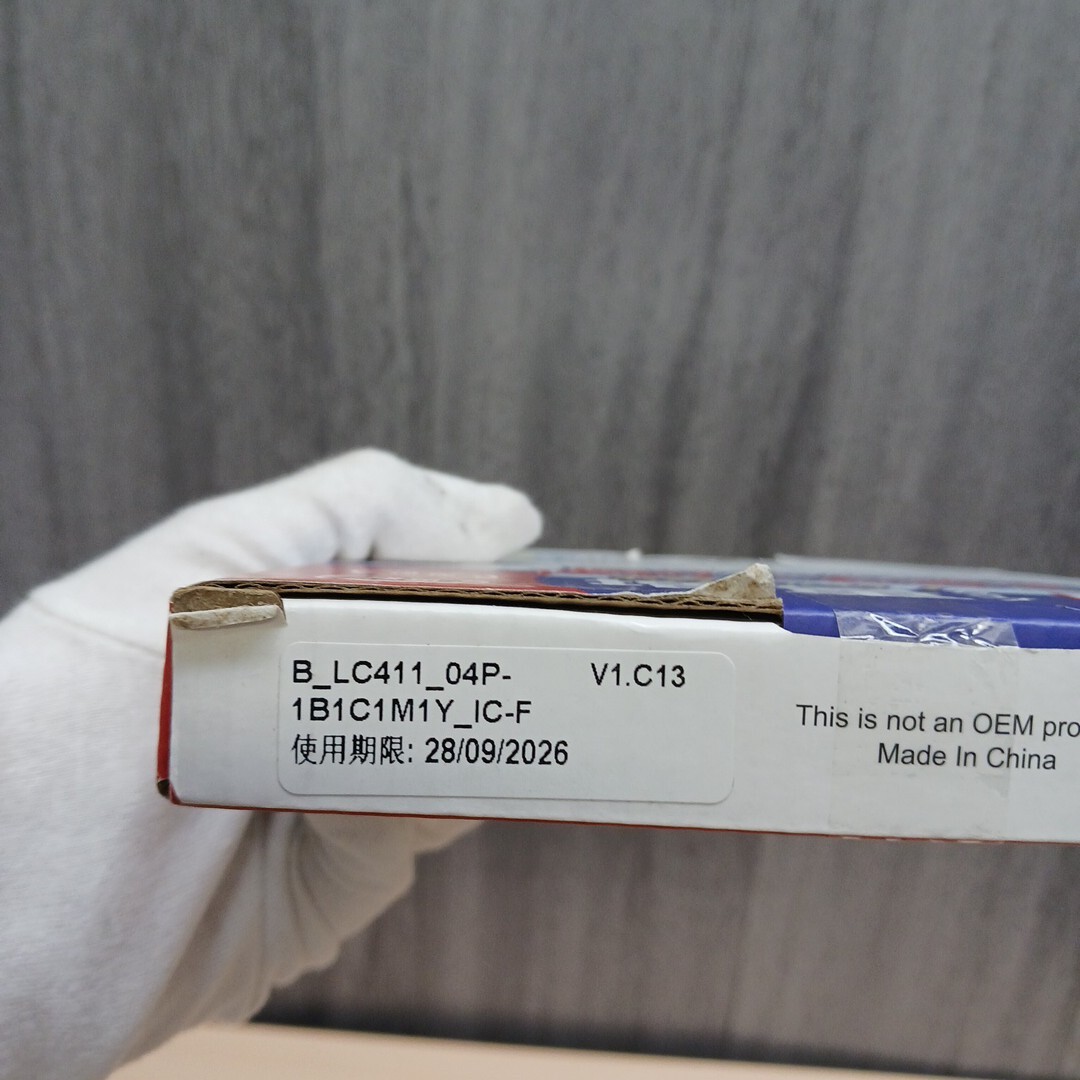 B_LC411_04P- V1.C13
1B1C1M1Y_IC-F
使用期限: 28/09/2026
This is not an OEM pro
Made In China